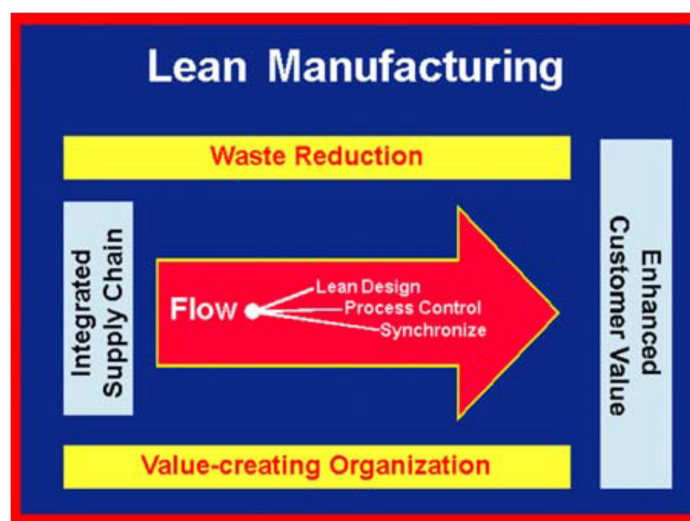 Lean Manufacturing
Waste Reduction
Integrated
Supply Chain
Flow
Lean Design
Process Control
Synchronize
Enhanced
Customer Value
Value-creating Organization